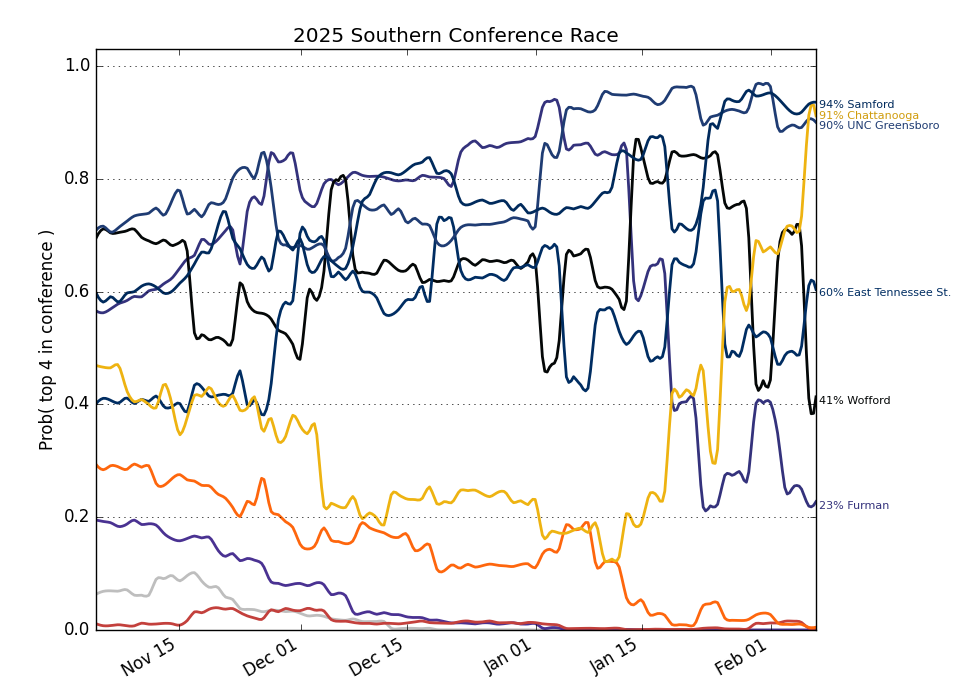 2025 Southern Conference Race
Prob( top 4 in conference )
1.0
0.8
0.6
0.4
0.2
0.0
Nov 15
Dec 01
Dec 15
Jan 01
Jan 15
Feb 01
94% Samford
91% Chattanooga
90% UNC Greensboro
60% East Tennessee St.
41% Wofford
23% Furman